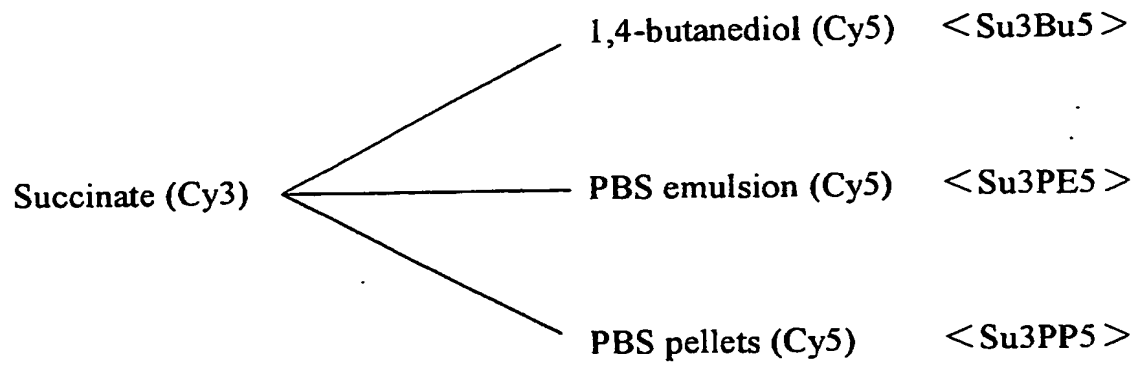 1,4-butanediol (Cy5) <Su3Bu5>
Succinate (Cy3) PBS emulsion (Cy5) <Su3PE5>
PBS pellets (Cy5) <Su3PP5>